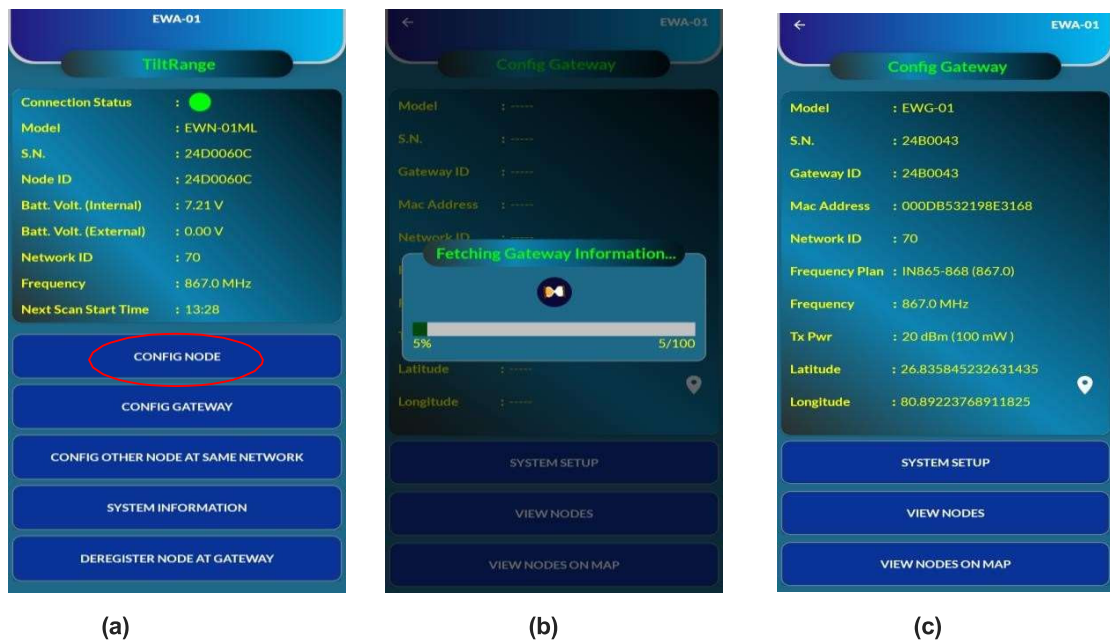 EWA-01
TiltRange
Connection Status :
Model : EWN-01ML
S.N. : 24D0060C
Node ID : 24D0060C
Batt. Volt. (Internal) : 7.21 V
Batt. Volt. (External) : 0.00 V
Network ID : 70
Frequency : 867.0 MHz
Next Scan Start Time : 13:28
CONFIG NODE
CONFIG GATEWAY
CONFIG OTHER NODE AT SAME NETWORK
SYSTEM INFORMATION
DEREGISTER NODE AT GATEWAY
(a)
EWA-01
Config Gateway
Model : -----
S.N. : -----
Gateway ID : -----
Mac Address : -----
Network ID : -----
Fetching Gateway Information...
5% 5/100
Latitude : -----
Longitude : -----
SYSTEM SETUP
VIEW NODES
VIEW NODES ON MAP
(b)
EWA-01
Config Gateway
Model : EWG-01
S.N. : 24B0043
Gateway ID : 24B0043
Mac Address : 000DB532198E3168
Network ID : 70
Frequency Plan : IN865-868 (867.0)
Frequency : 867.0 MHz
Tx Pwr : 20 dBm (100 mW )
Latitude : 26.835845232631435
Longitude : 80.89223768911825
SYSTEM SETUP
VIEW NODES
VIEW NODES ON MAP
(c)